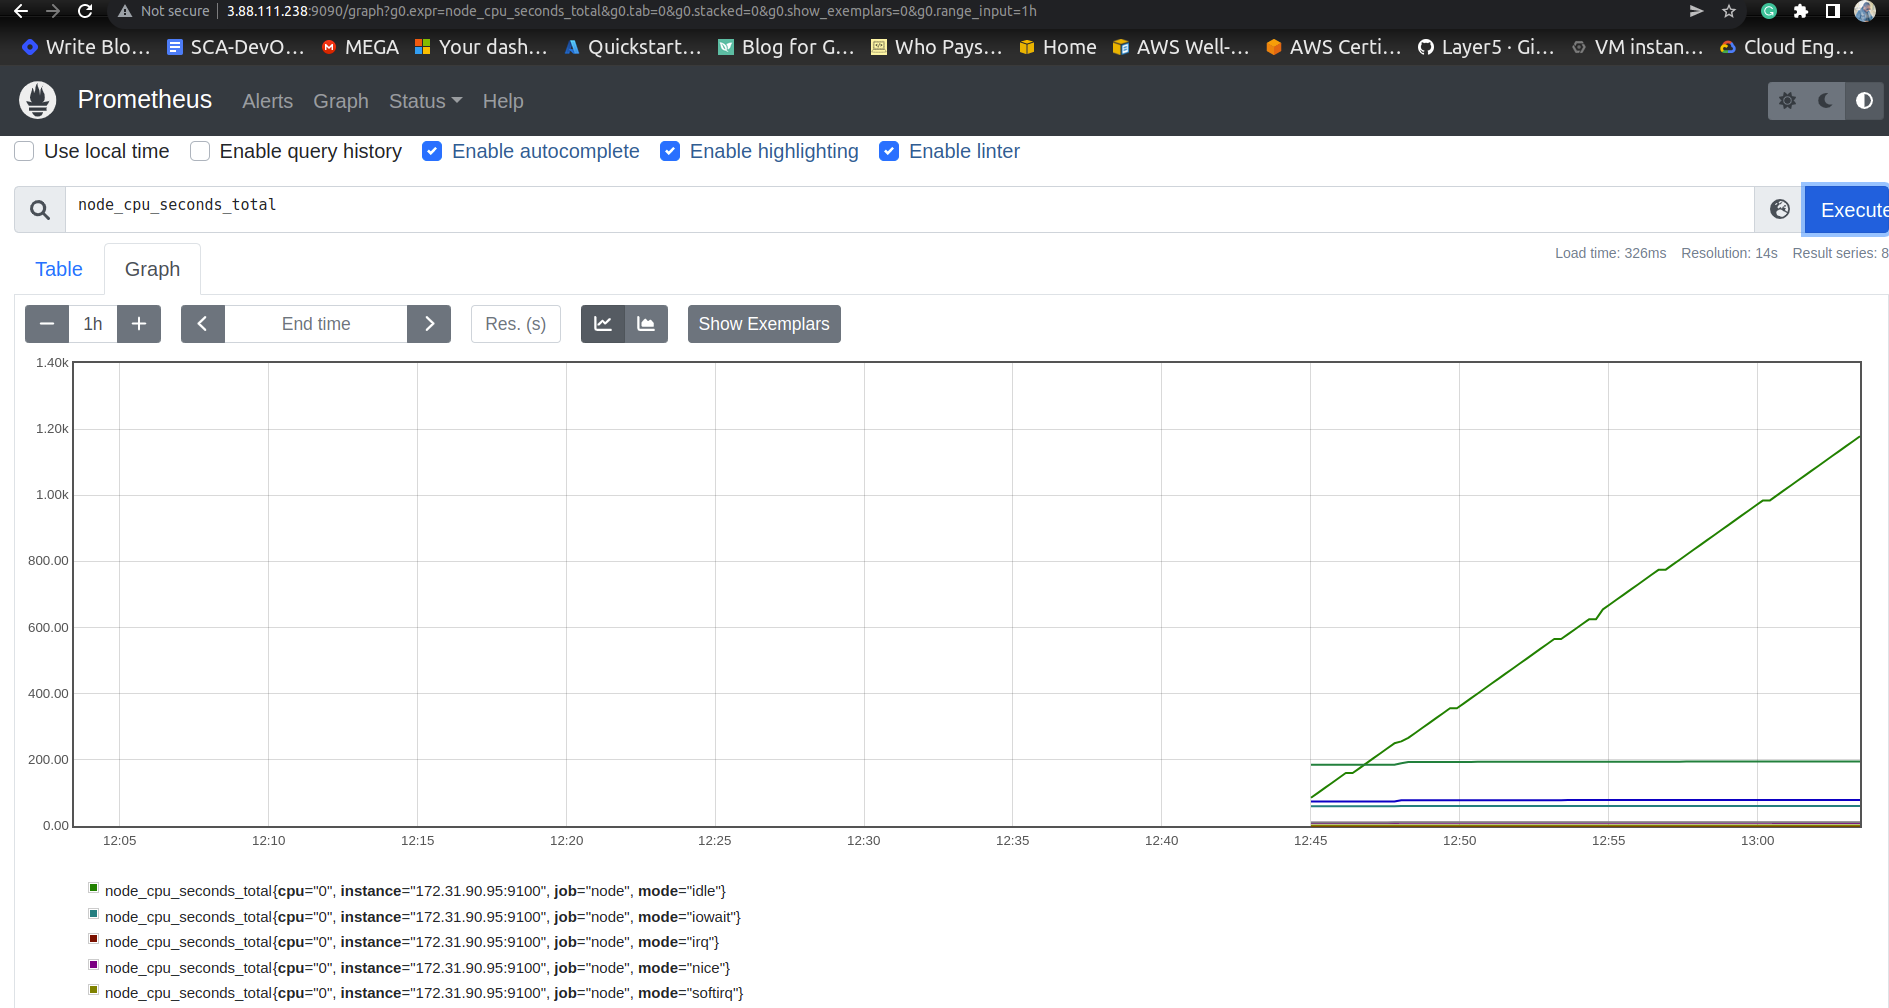 Not secure | 3.88.111.238:9090/graph?g0.expr=node_cpu_seconds_total&g0.tab=0&g0.stacked=0&g0.show_exemplars=0&g0.range_input=1h
Write Blo... SCA-DevO... MEGA Your dash... Quickstart... Blog for G... Who Pays... Home AWS Well-... AWS Certi... Layer5 · Gi... VM instan... Cloud Eng...
Prometheus Alerts Graph Status Help
Use local time Enable query history Enable autocomplete Enable highlighting Enable linter
node_cpu_seconds_total Execute
Load time: 326ms Resolution: 14s Result series: 8
Table Graph
1h End time Res. (s) Show Exemplars
1.40k
1.20k
1.00k
800.00
600.00
400.00
200.00
0.00
12:05 12:10 12:15 12:20 12:25 12:30 12:35 12:40 12:45 12:50 12:55 13:00
node_cpu_seconds_total{cpu="0", instance="172.31.90.95:9100", job="node", mode="idle"}
node_cpu_seconds_total{cpu="0", instance="172.31.90.95:9100", job="node", mode="iowait"}
node_cpu_seconds_total{cpu="0", instance="172.31.90.95:9100", job="node", mode="irq"}
node_cpu_seconds_total{cpu="0", instance="172.31.90.95:9100", job="node", mode="nice"}
node_cpu_seconds_total{cpu="0", instance="172.31.90.95:9100", job="node", mode="softirq"}